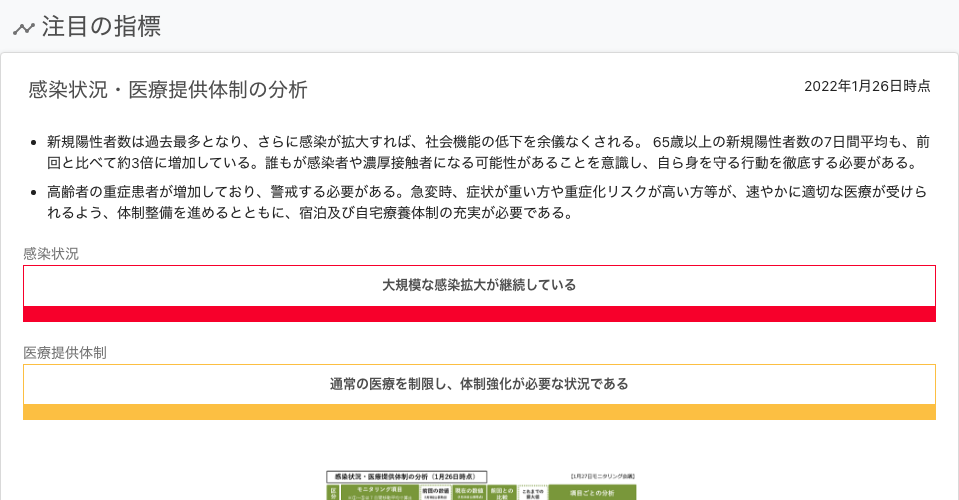 注目の指標
感染状況・医療提供体制の分析
2022年1月26日時点
新規陽性者数は過去最多となり、さらに感染が拡大すれば、社会機能の低下を余儀なくされる。 65歳以上の新規陽性者数の7日間平均も、前
回と比べて約3倍に増加している。誰もが感染者や濃厚接触者になる可能性があることを意識し、自ら身を守る行動を徹底する必要がある。
高齢者の重症患者が増加しており、警戒する必要がある。急変時、症状が重い方や重症化リスクが高い方等が、速やかに適切な医療が受けら
れるよう、体制整備を進めるとともに、宿泊及び自宅療養体制の充実が必要である。
感染状況
大規模な感染拡大が継続している
医療提供体制
通常の医療を制限し、体制強化が必要な状況である
感染状況・医療提供体制の分析（1月26日時点）
【1月27日モニタリング会議】
区分
モニタリング項目
前回の数値
現在の数値
前回との
比較
これまでの
最大値
項目ごとの分析